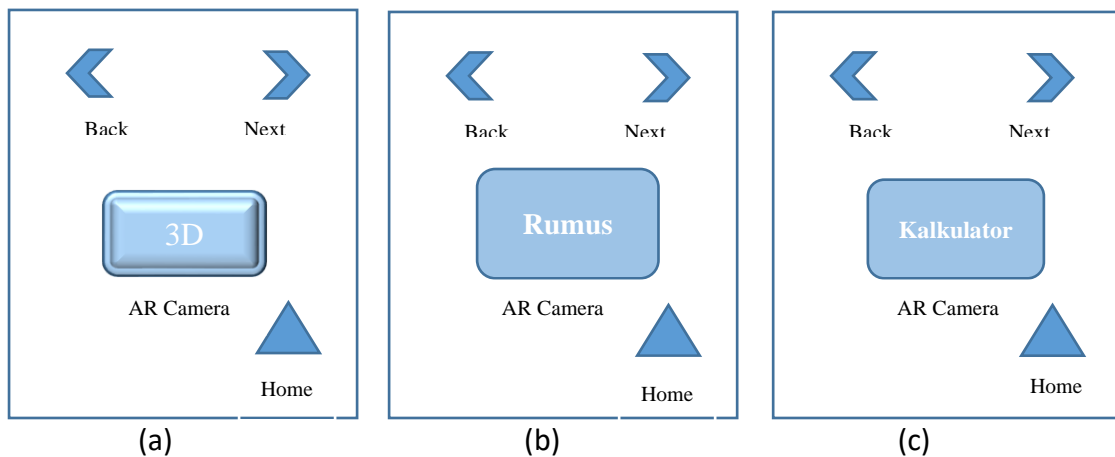 Back Next
3D
AR Camera
Home
(a)
Back Next
Rumus
AR Camera
Home
(b)
Back Next
Kalkulator
AR Camera
Home
(c)